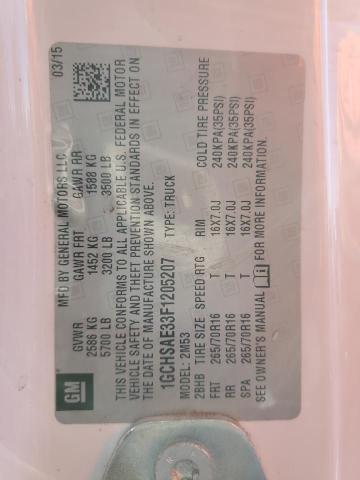 GM
MFD BY GENERAL MOTORS LLC 03/15
GVWR GAWR FRT GAWR RR
2586 KG 1452 KG 1588 KG
5700 LB 3200 LB 3500 LB
THIS VEHICLE CONFORMS TO ALL APPLICABLE U.S. FEDERAL MOTOR
VEHICLE SAFETY AND THEFT PREVENTION STANDARDS IN EFFECT ON
THE DATE OF MANUFACTURE SHOWN ABOVE.
1GCHSAE33F1205207 TYPE: TRUCK
MODEL: 2M53
2BHB TIRE SIZE SPEED RTG RIM COLD TIRE PRESSURE
FRT 265/70R16 T 16X7.0J 240KPA(35PSI)
RR 265/70R16 T 16X7.0J 240KPA(35PSI)
SPA 265/70R16 T 16X7.0J 240KPA(35PSI)
SEE OWNER'S MANUAL FOR MORE INFORMATION.